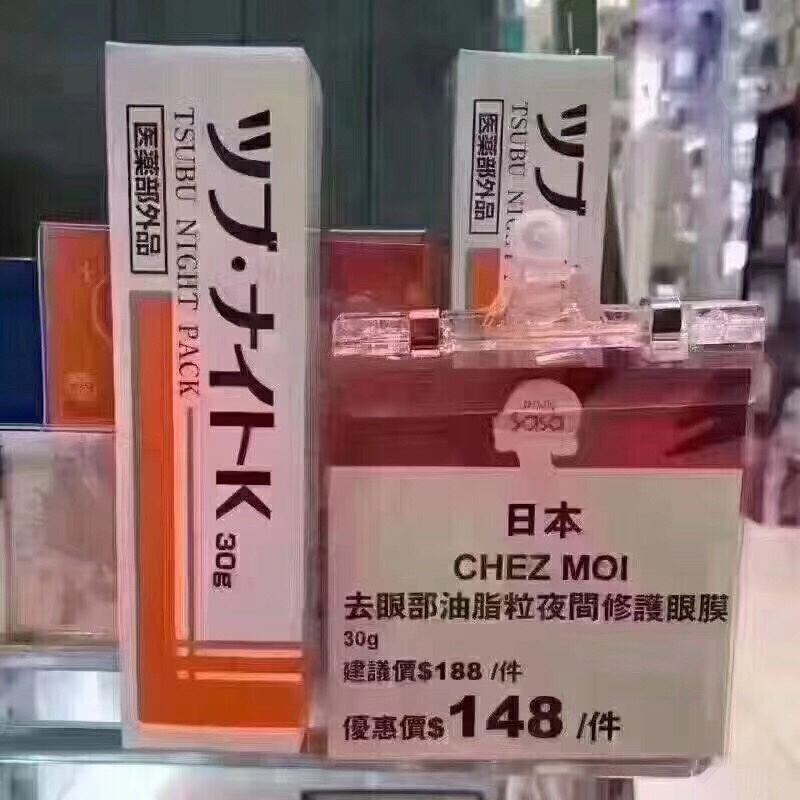 ツブ・ナイトK 30g
TSUBU NIGHT PACK
医薬部外品
ツブ
TSUBU NI
医薬部外品
sasa
日本
CHEZ MOI
去眼部油脂粒夜間修護眼膜
30g
建議價$188 /件
優惠價$148 /件